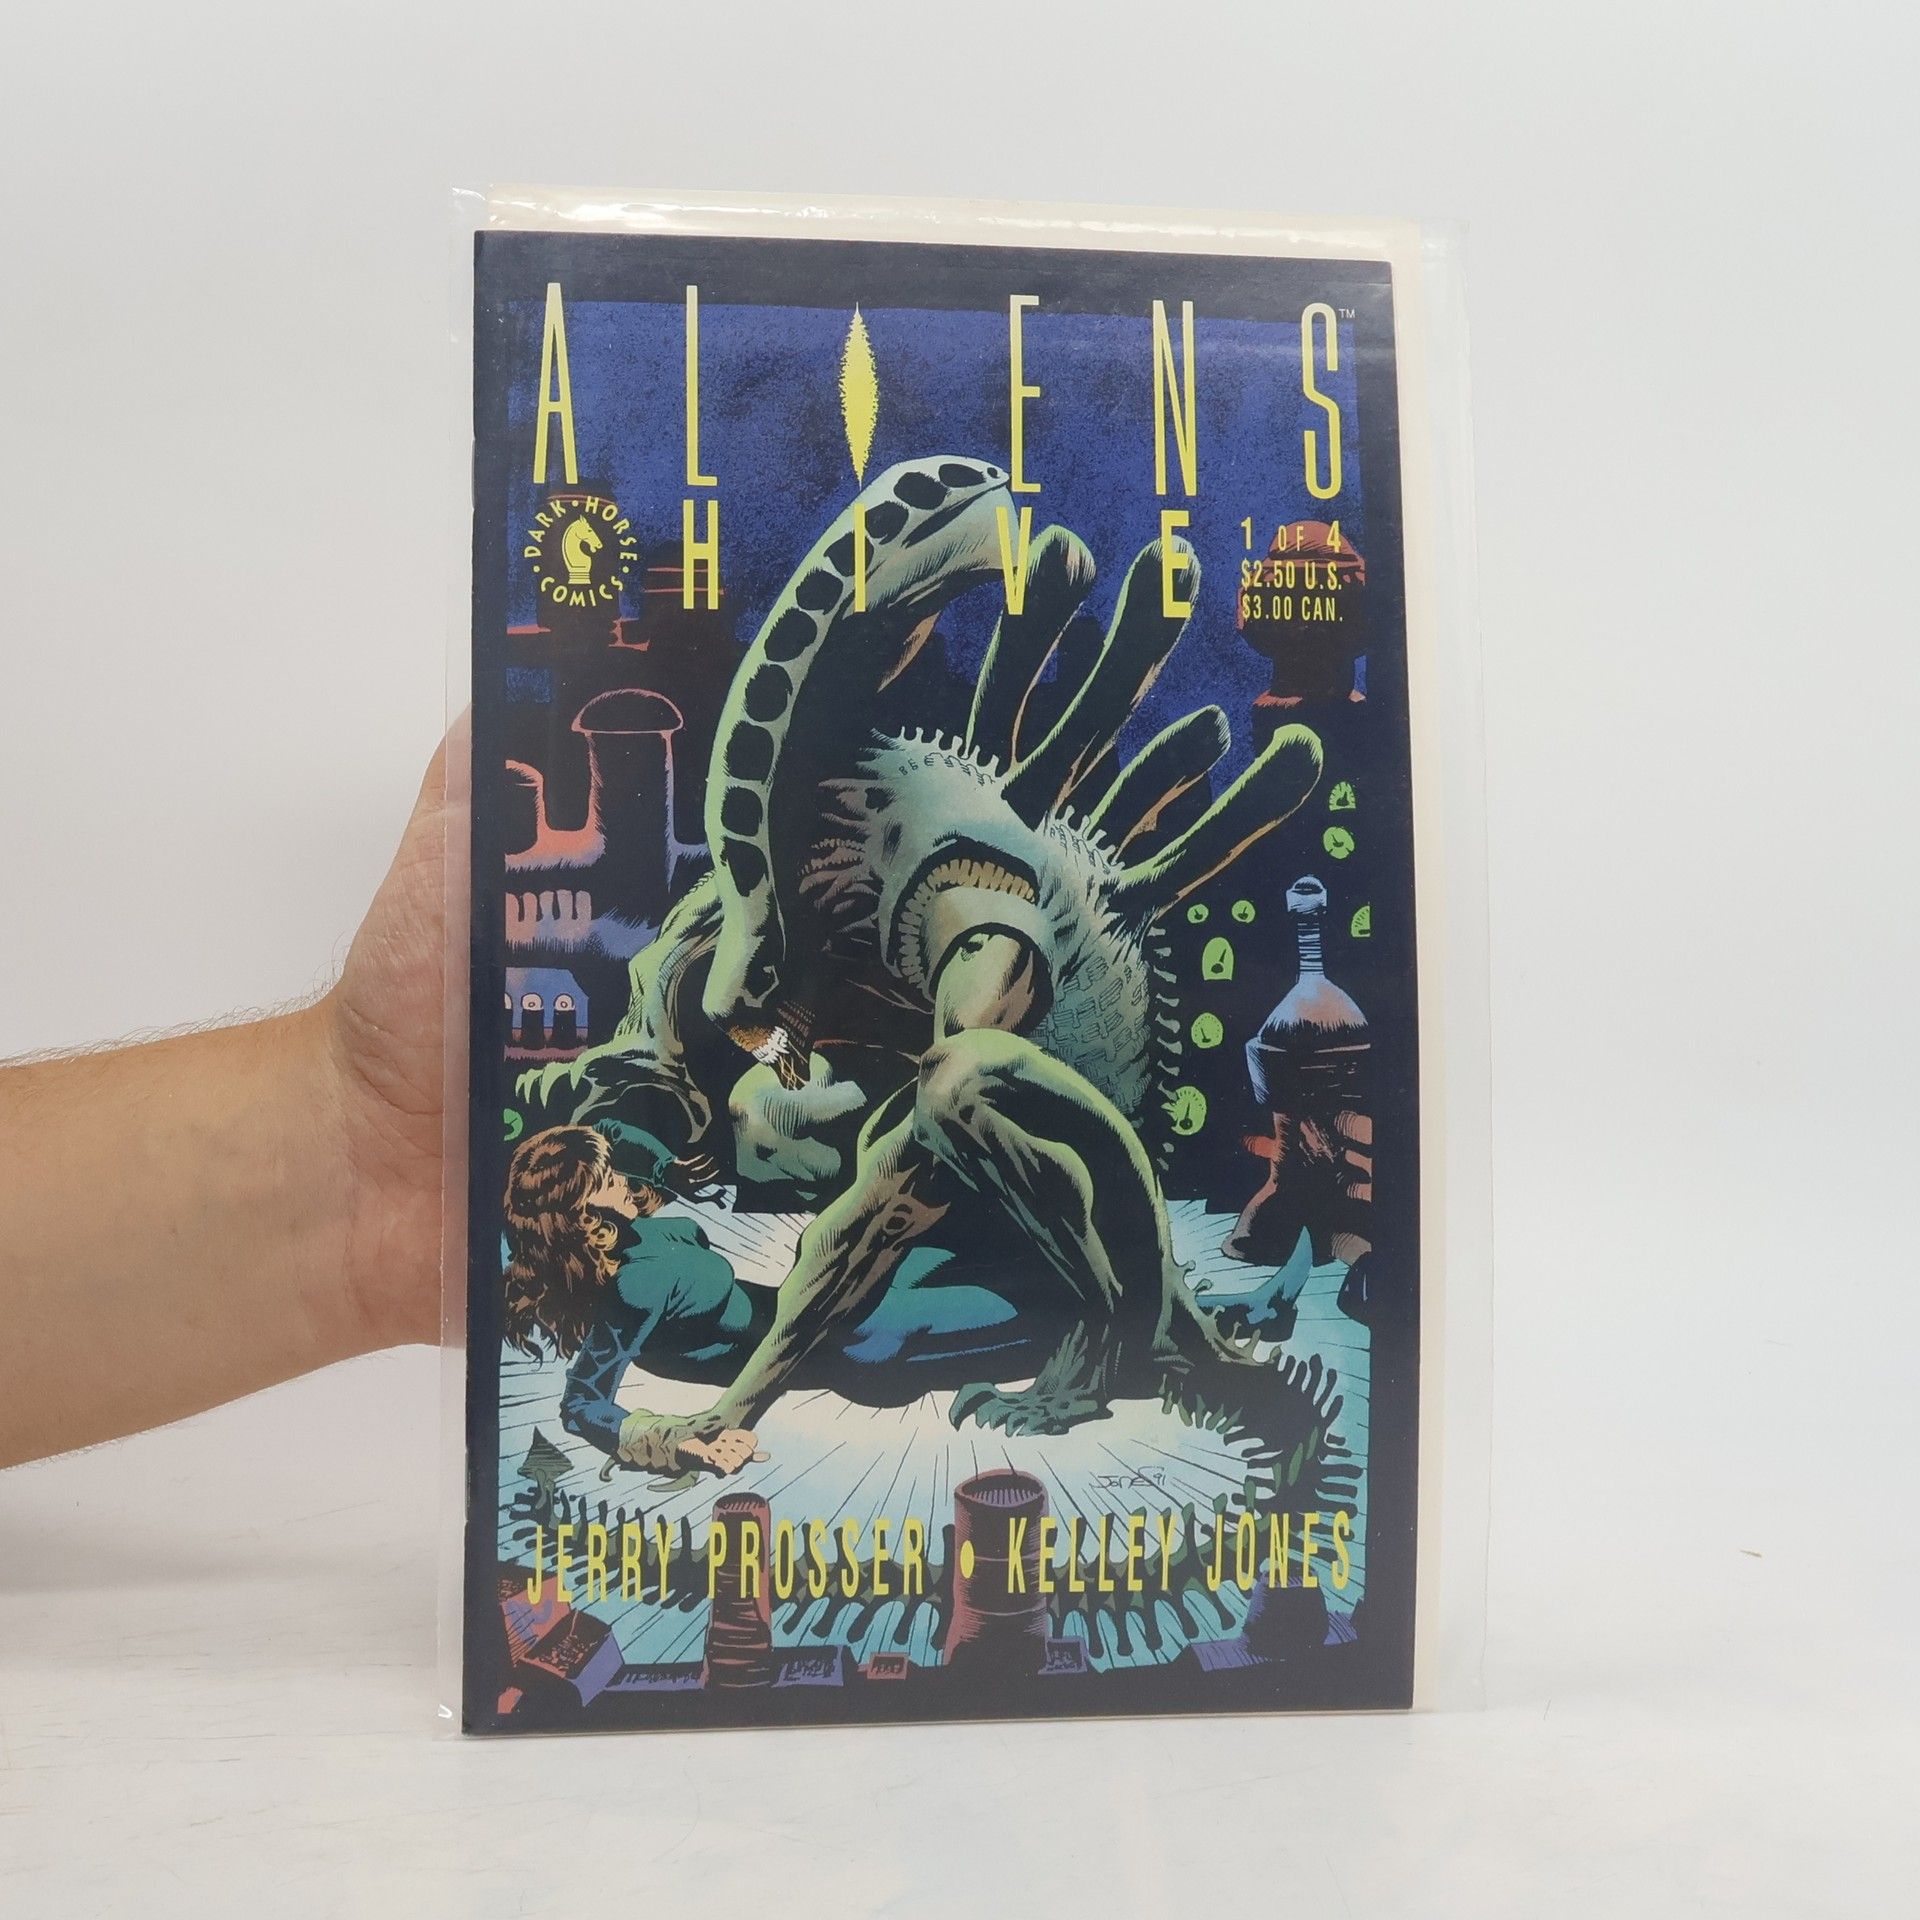 ALIENS™
HIVE
DARK·HORSE·COMICS·
1 OF 4
$2.50 U.S.
$3.00 CAN.
Jones 91
JERRY PROSSER • KELLEY JONES